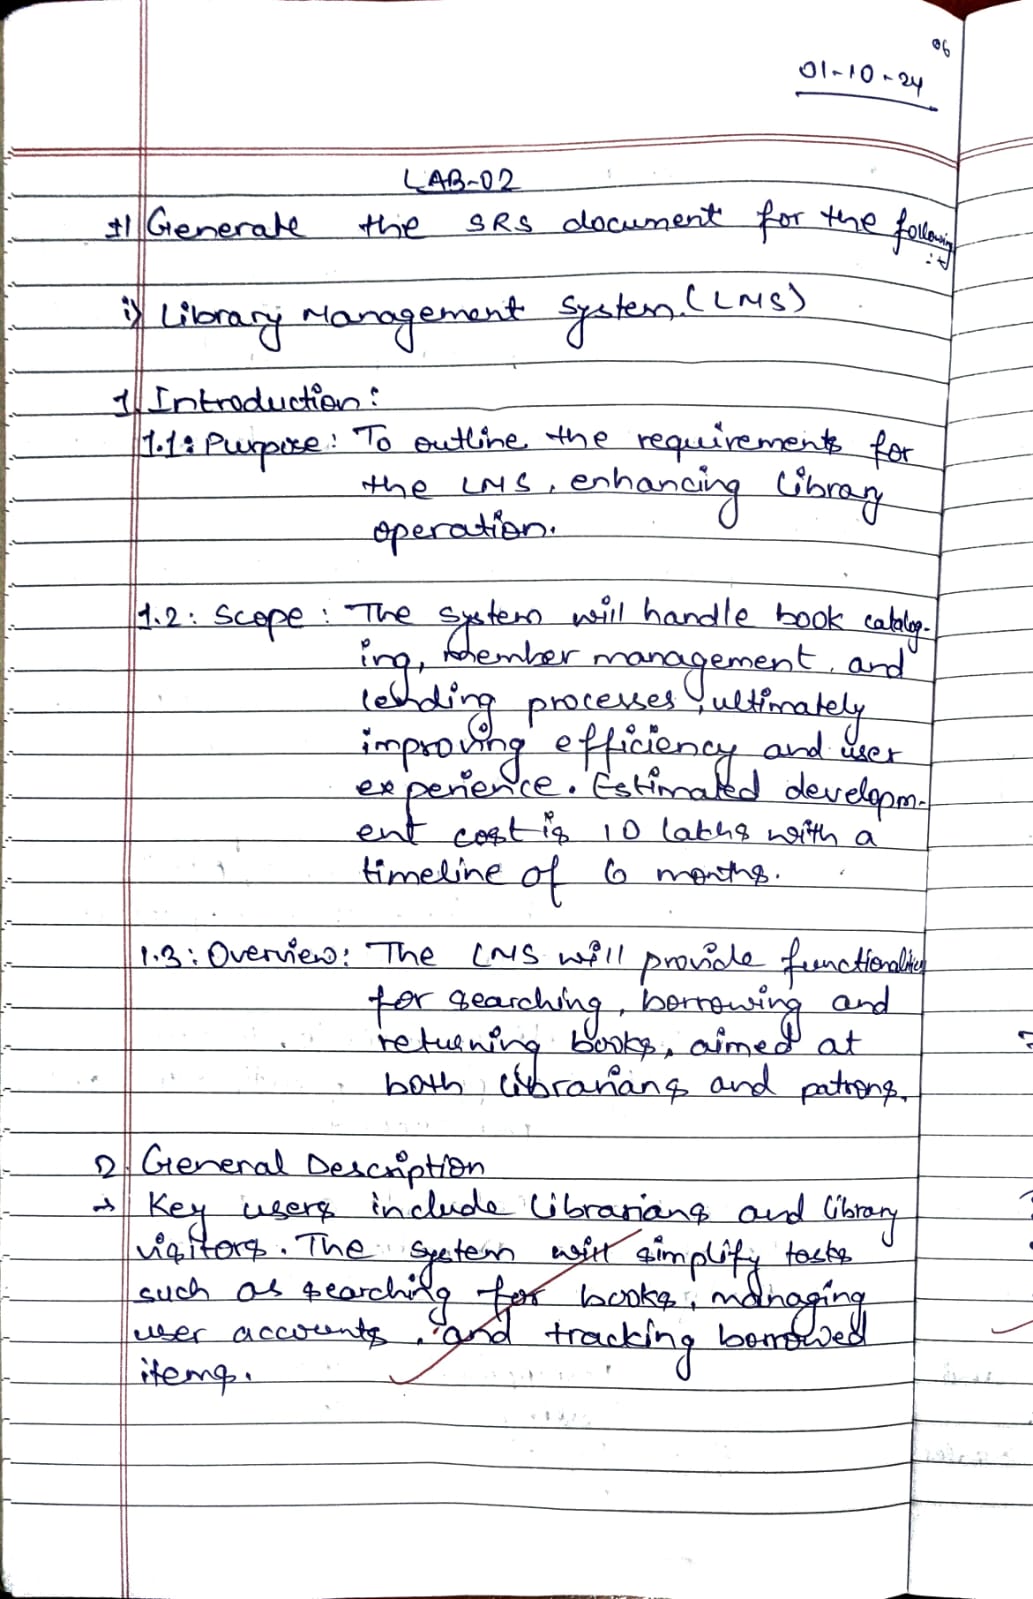 06
01-10-24
LAB-02
#1 Generate the SRS document for the following
:→
i) Library Management System. (LMS)
1. Introduction:
1.1: Purpose: To outline the requirements for
the LMS, enhancing library
operation.
1.2: Scope: The system will handle book catalog-
ing, member management, and
lending processes, ultimately
improving efficiency and user
experience. Estimated developm-
ent cost is 10 lakhs with a
timeline of 6 months.
1.3: Overview: The LMS will provide functionalities
for searching, borrowing and
returning books, aimed at
both librarians and patrons.
2. General Description
→ Key users include librarians and library
visitors. The system will simplify tasks
such as searching for books, managing
user accounts, and tracking borrowed
items.